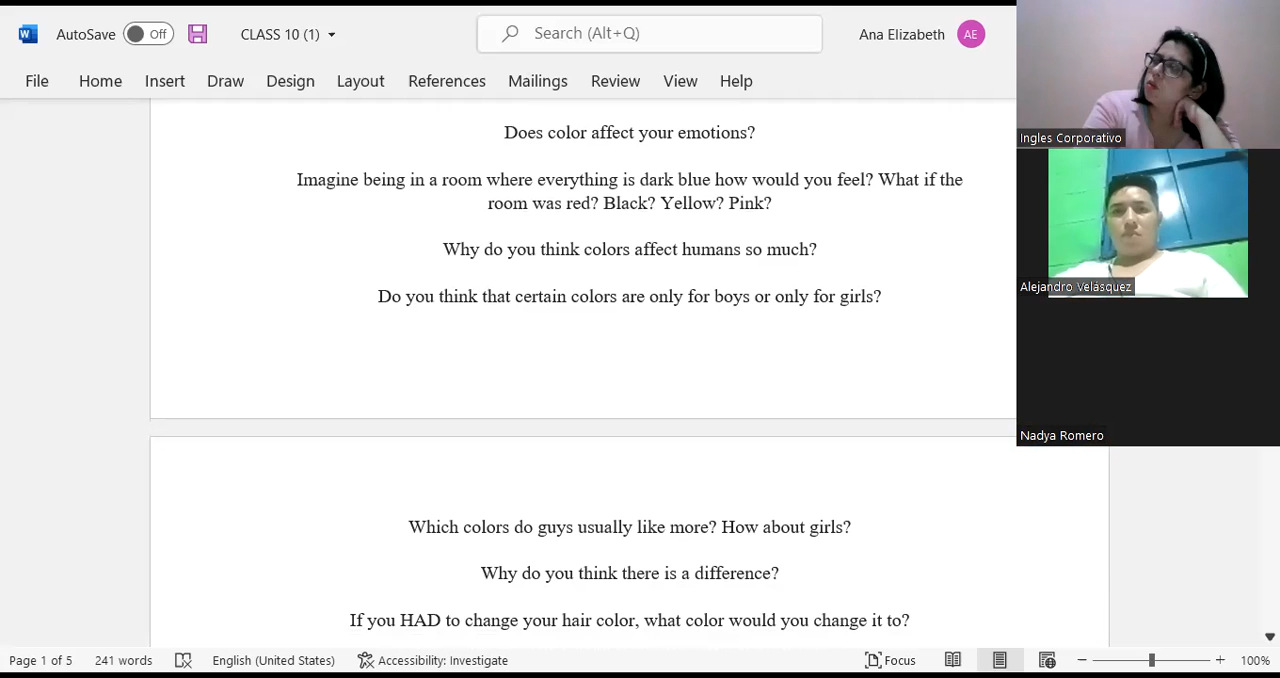 AutoSave Off CLASS 10 (1) Search (Alt+Q) Ana Elizabeth AE
File Home Insert Draw Design Layout References Mailings Review View Help
Does color affect your emotions?
Imagine being in a room where everything is dark blue how would you feel? What if the
room was red? Black? Yellow? Pink?
Why do you think colors affect humans so much?
Do you think that certain colors are only for boys or only for girls?
Which colors do guys usually like more? How about girls?
Why do you think there is a difference?
If you HAD to change your hair color, what color would you change it to?
Ingles Corporativo
Alejandro Velásquez
Nadya Romero
Page 1 of 5 241 words English (United States) Accessibility: Investigate Focus 100%